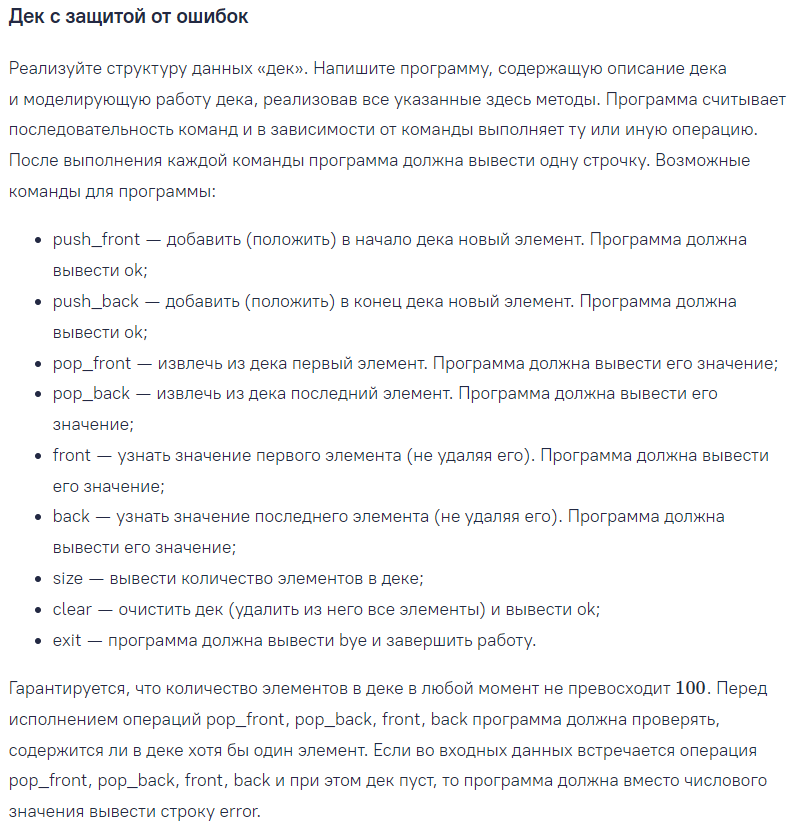 Дек с защитой от ошибок
Реализуйте структуру данных «дек». Напишите программу, содержащую описание дека
и моделирующую работу дека, реализовав все указанные здесь методы. Программа считывает
последовательность команд и в зависимости от команды выполняет ту или иную операцию.
После выполнения каждой команды программа должна вывести одну строчку. Возможные
команды для программы:
• push_front — добавить (положить) в начало дека новый элемент. Программа должна
вывести ok;
• push_back — добавить (положить) в конец дека новый элемент. Программа должна
вывести ok;
• pop_front — извлечь из дека первый элемент. Программа должна вывести его значение;
• pop_back — извлечь из дека последний элемент. Программа должна вывести его
значение;
• front — узнать значение первого элемента (не удаляя его). Программа должна вывести
его значение;
• back — узнать значение последнего элемента (не удаляя его). Программа должна
вывести его значение;
• size — вывести количество элементов в деке;
• clear — очистить дек (удалить из него все элементы) и вывести ok;
• exit — программа должна вывести bye и завершить работу.
Гарантируется, что количество элементов в деке в любой момент не превосходит 100. Перед
исполнением операций pop_front, pop_back, front, back программа должна проверять,
содержится ли в деке хотя бы один элемент. Если во входных данных встречается операция
pop_front, pop_back, front, back и при этом дек пуст, то программа должна вместо числового
значения вывести строку error.